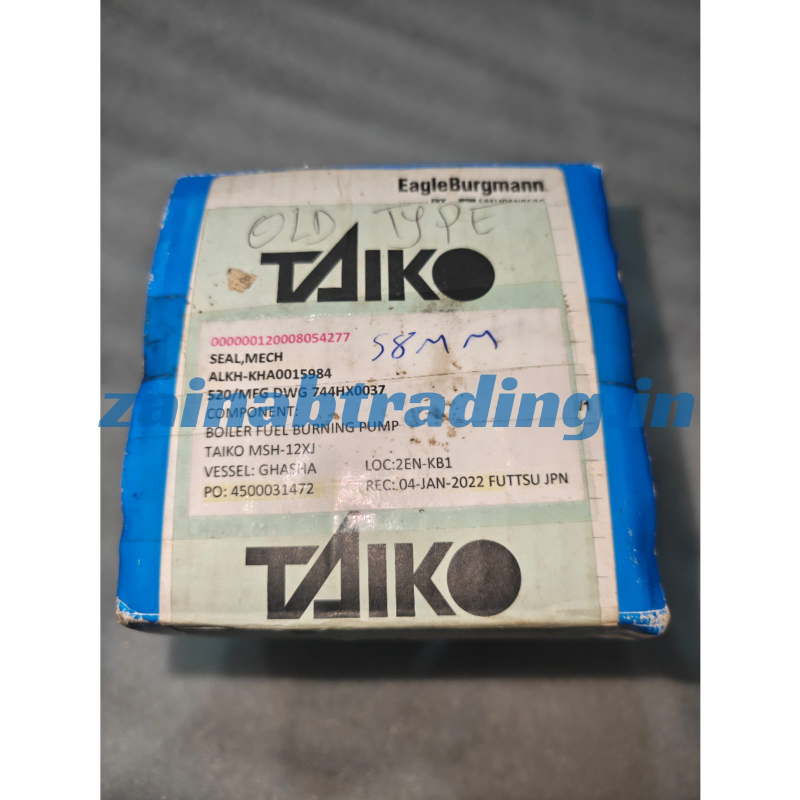 EagleBurgmann
OLD TYPE
TAIKO
000000120008054277
58MM
SEAL,MECH
ALKH-KHA0015984
520/MFG DWG 744HX0037
zainabtrading.in
COMPONENT:
BOILER FUEL BURNING PUMP
TAIKO MSH-12XJ
VESSEL: GHASHA LOC:2EN-KB1
PO: 4500031472 REC: 04-JAN-2022 FUTTSU JPN
TAIKO